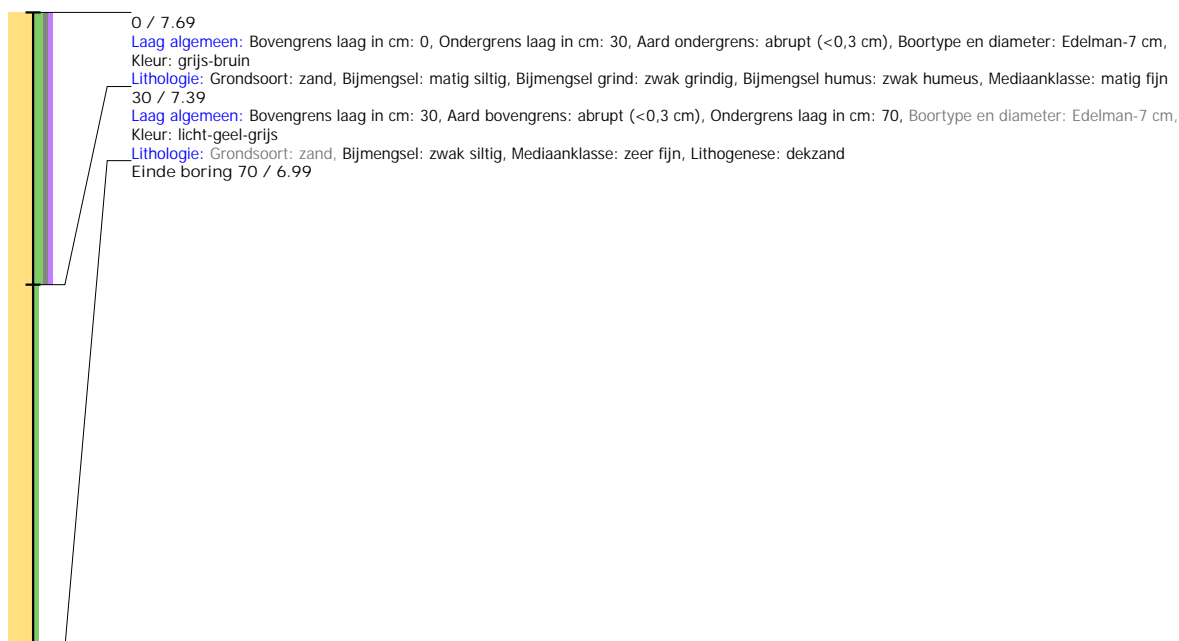 0 / 7.69
Laag algemeen: Bovengrens laag in cm: 0, Ondergrens laag in cm: 30, Aard ondergrens: abrupt (<0,3 cm), Boortype en diameter: Edelman-7 cm,
Kleur: grijs-bruin
Lithologie: Grondsoort: zand, Bijmengsel: matig siltig, Bijmengsel grind: zwak grindig, Bijmengsel humus: zwak humeus, Mediaanklasse: matig fijn
30 / 7.39
Laag algemeen: Bovengrens laag in cm: 30, Aard bovengrens: abrupt (<0,3 cm), Ondergrens laag in cm: 70, Boortype en diameter: Edelman-7 cm,
Kleur: licht-geel-grijs
Lithologie: Grondsoort: zand, Bijmengsel: zwak siltig, Mediaanklasse: zeer fijn, Lithogenese: dekzand
Einde boring 70 / 6.99